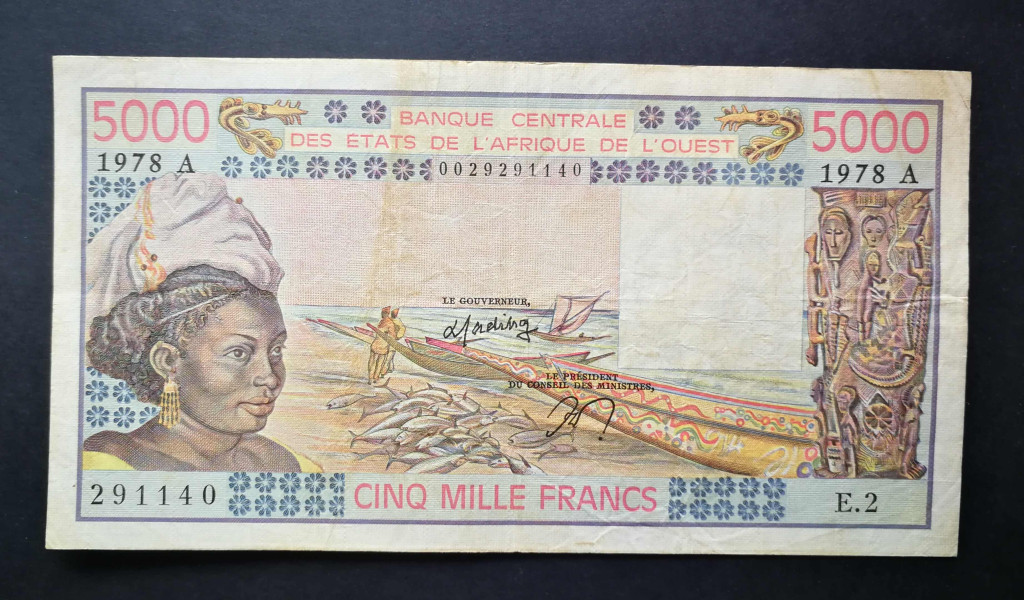 5000 BANQUE CENTRALE 5000
DES ÉTATS DE L'AFRIQUE DE L'OUEST
1978 A 0029291140 1978 A
LE GOUVERNEUR,
LE PRÉSIDENT
DU CONSEIL DES MINISTRES,
291140 CINQ MILLE FRANCS E.2